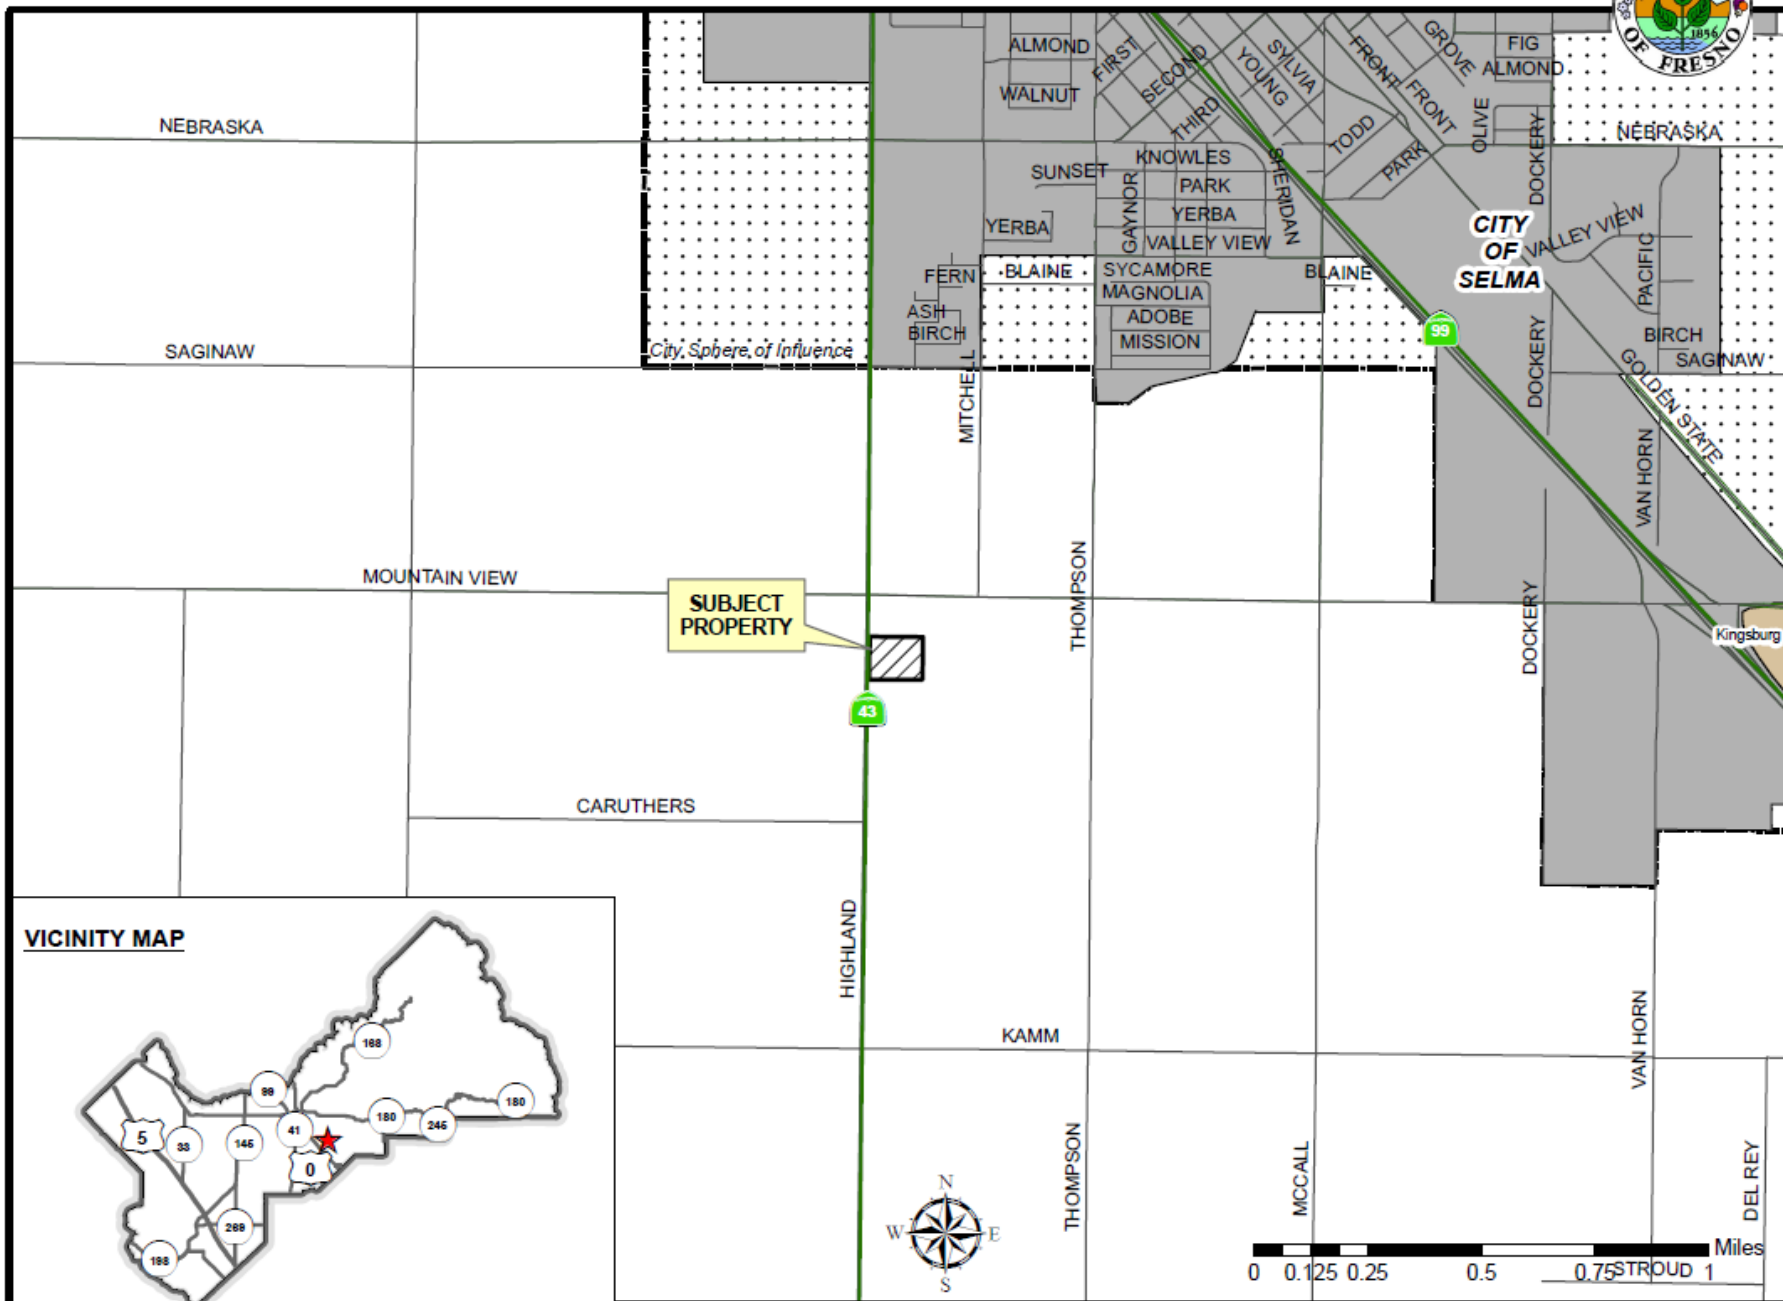 1856
OF FRESNO
ALMOND
FIRST
SECOND
SYLVIA
YOUNG
FRONT
GROVE
FIG
ALMOND
WALNUT
THIRD
FRONT
OLIVE
DOCKERY
NEBRASKA
NEBRASKA
TODD
PARK
KNOWLES
SHERIDAN
SUNSET
PARK
GAYNOR
YERBA
YERBA
VALLEY VIEW
CITY
OF
SELMA
VALLEY VIEW
PACIFIC
FERN
BLAINE
SYCAMORE
BLAINE
MAGNOLIA
ASH
ADOBE
BIRCH
MISSION
99
BIRCH
SAGINAW
City Sphere of Influence
SAGINAW
MITCHELL
DOCKERY
GOLDEN STATE
VAN HORN
MOUNTAIN VIEW
THOMPSON
SUBJECT
PROPERTY
DOCKERY
Kingsburg
43
CARUTHERS
HIGHLAND
VICINITY MAP
KAMM
VAN HORN
168
99
180
180
245
41
5
33
145
0
269
198
THOMPSON
MCCALL
DEL REY
N
W
E
S
Miles
0 0.125 0.25 0.5 0.75 1
STROUD